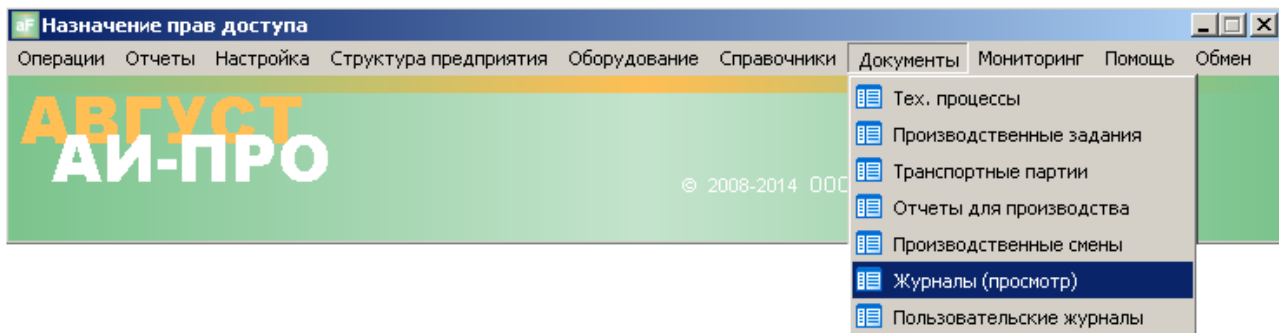 Назначение прав доступа
Операции Отчеты Настройка Структура предприятия Оборудование Справочники Документы Мониторинг Помощь Обмен
АВГУСТ
АИ-ПРО
© 2008-2014 ООО
Тех. процессы
Производственные задания
Транспортные партии
Отчеты для производства
Производственные смены
Журналы (просмотр)
Пользовательские журналы